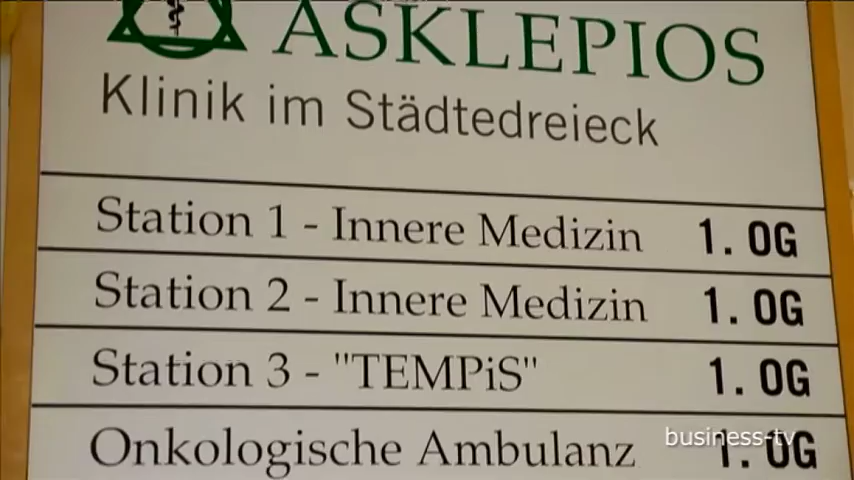 ASKLEPIOS
Klinik im Städtedreieck
Station 1 - Innere Medizin 1. OG
Station 2 - Innere Medizin 1. OG
Station 3 - "TEMPiS" 1. OG
Onkologische Ambulanz 1. OG
business-tv